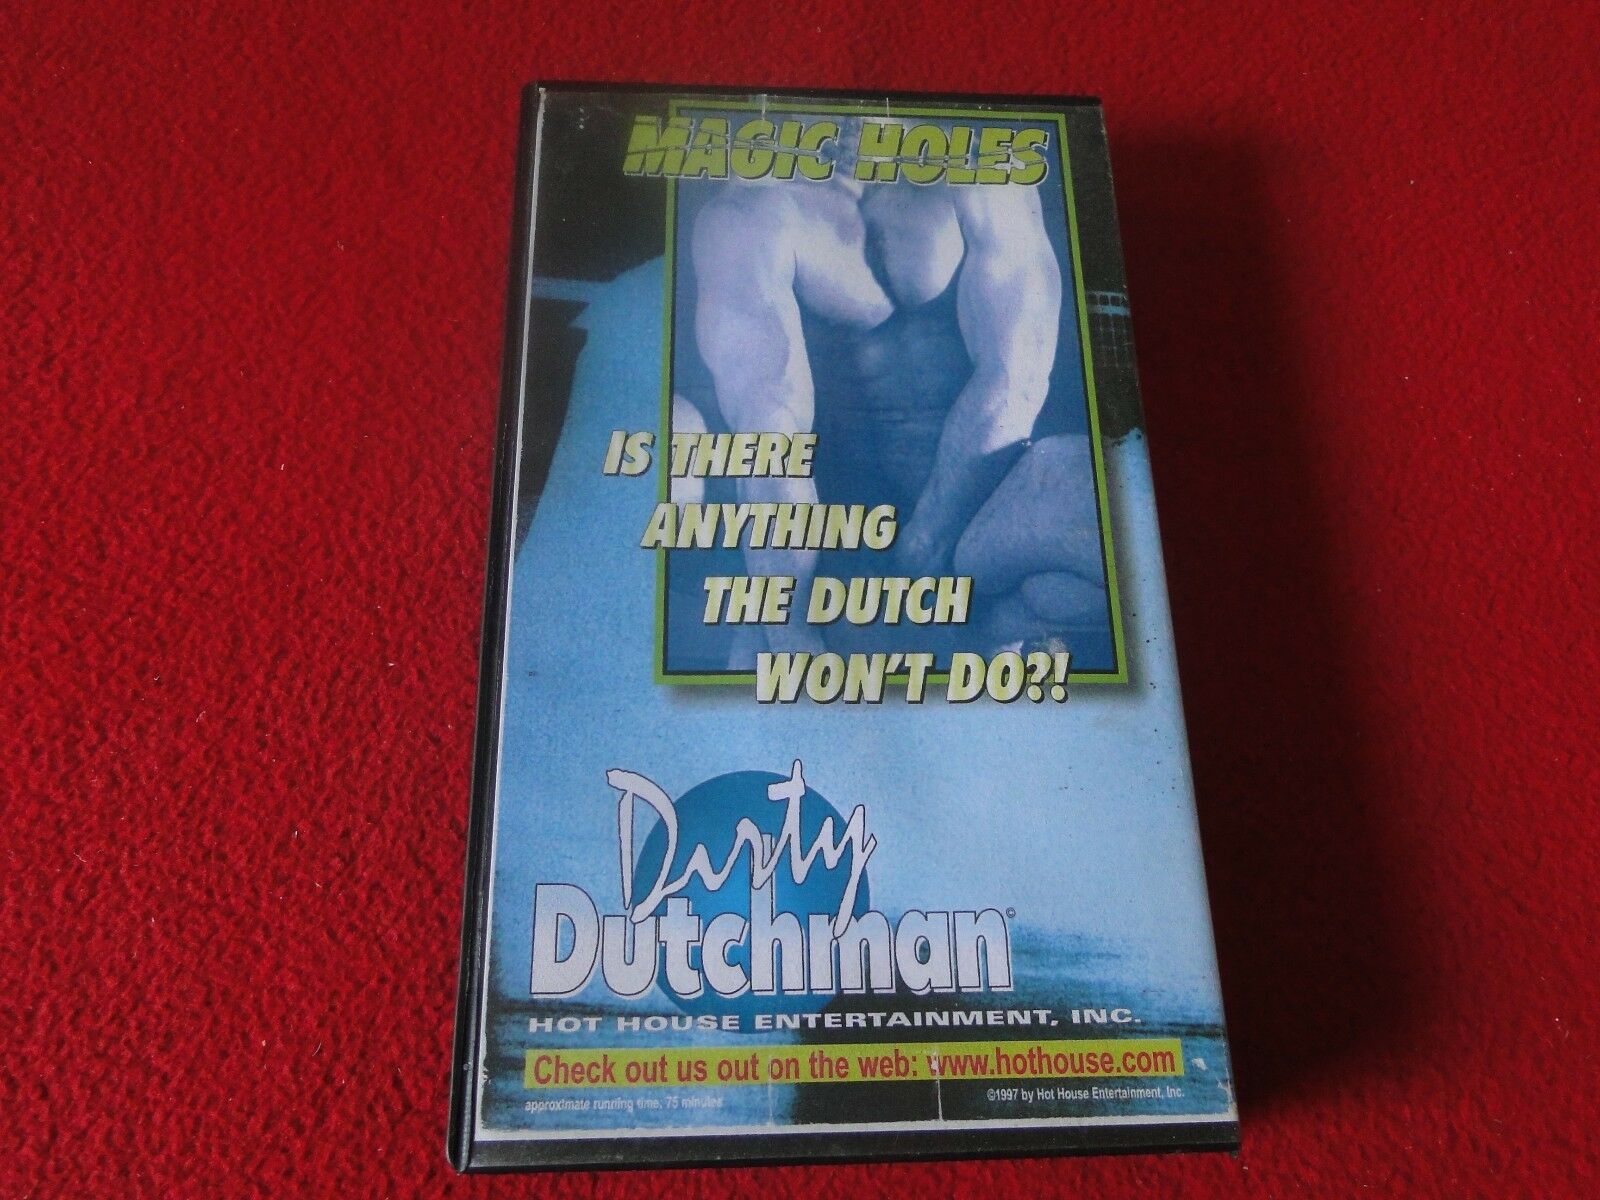 MAGIC HOLES
IS THERE
ANYTHING
THE DUTCH
WON'T DO?!
Dirty
Dutchman©
HOT HOUSE ENTERTAINMENT, INC.
Check out us out on the web: www.hothouse.com
approximate running time; 75 minutes
©1997 by Hot House Entertainment, Inc.